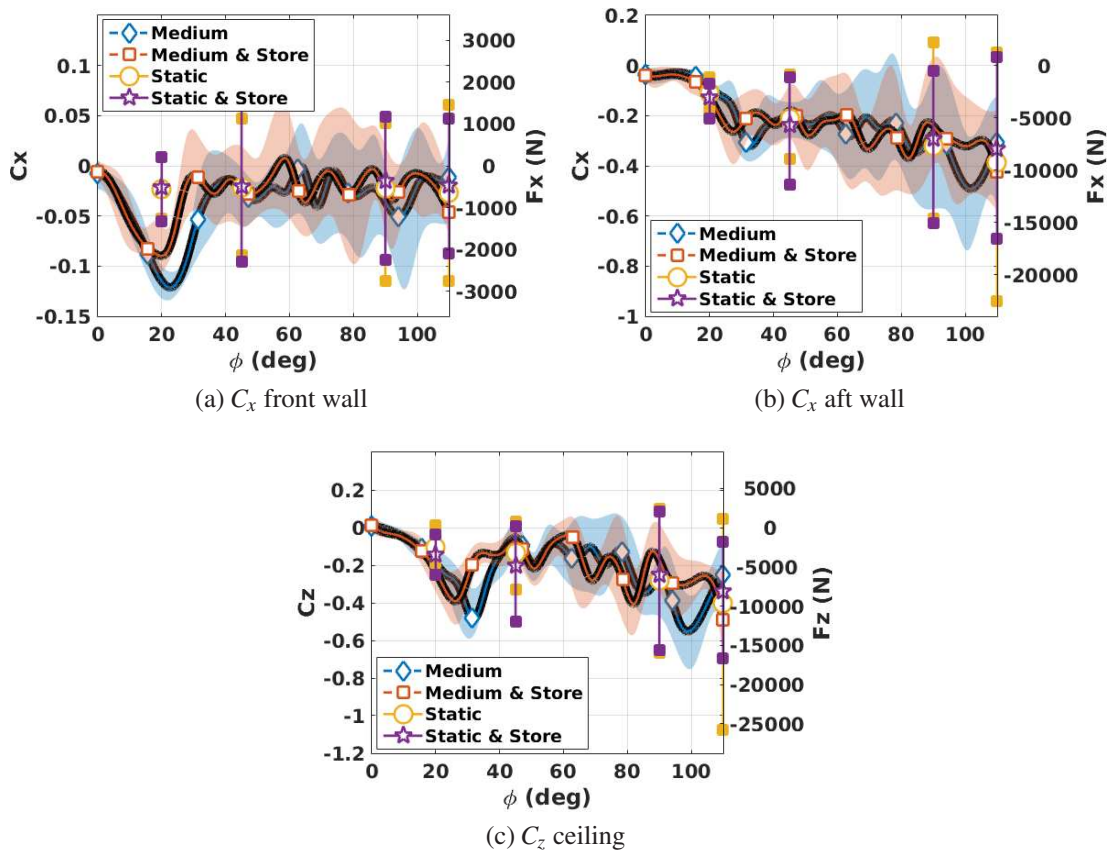 Medium
Medium & Store
Static
Static & Store
0.1
0.05
0
-0.05
-0.1
-0.15
Cx
3000
2000
1000
0
-1000
-2000
-3000
Fx (N)
0 20 40 60 80 100
ϕ (deg)
(a) Cx front wall
0.2
0
-0.2
-0.4
-0.6
-0.8
-1
Cx
Medium
Medium & Store
Static
Static & Store
0
-5000
-10000
-15000
-20000
Fx (N)
0 20 40 60 80 100
ϕ (deg)
(b) Cx aft wall
0.2
0
-0.2
-0.4
-0.6
-0.8
-1
-1.2
Cz
Medium
Medium & Store
Static
Static & Store
5000
0
-5000
-10000
-15000
-20000
-25000
Fz (N)
0 20 40 60 80 100
ϕ (deg)
(c) Cz ceiling